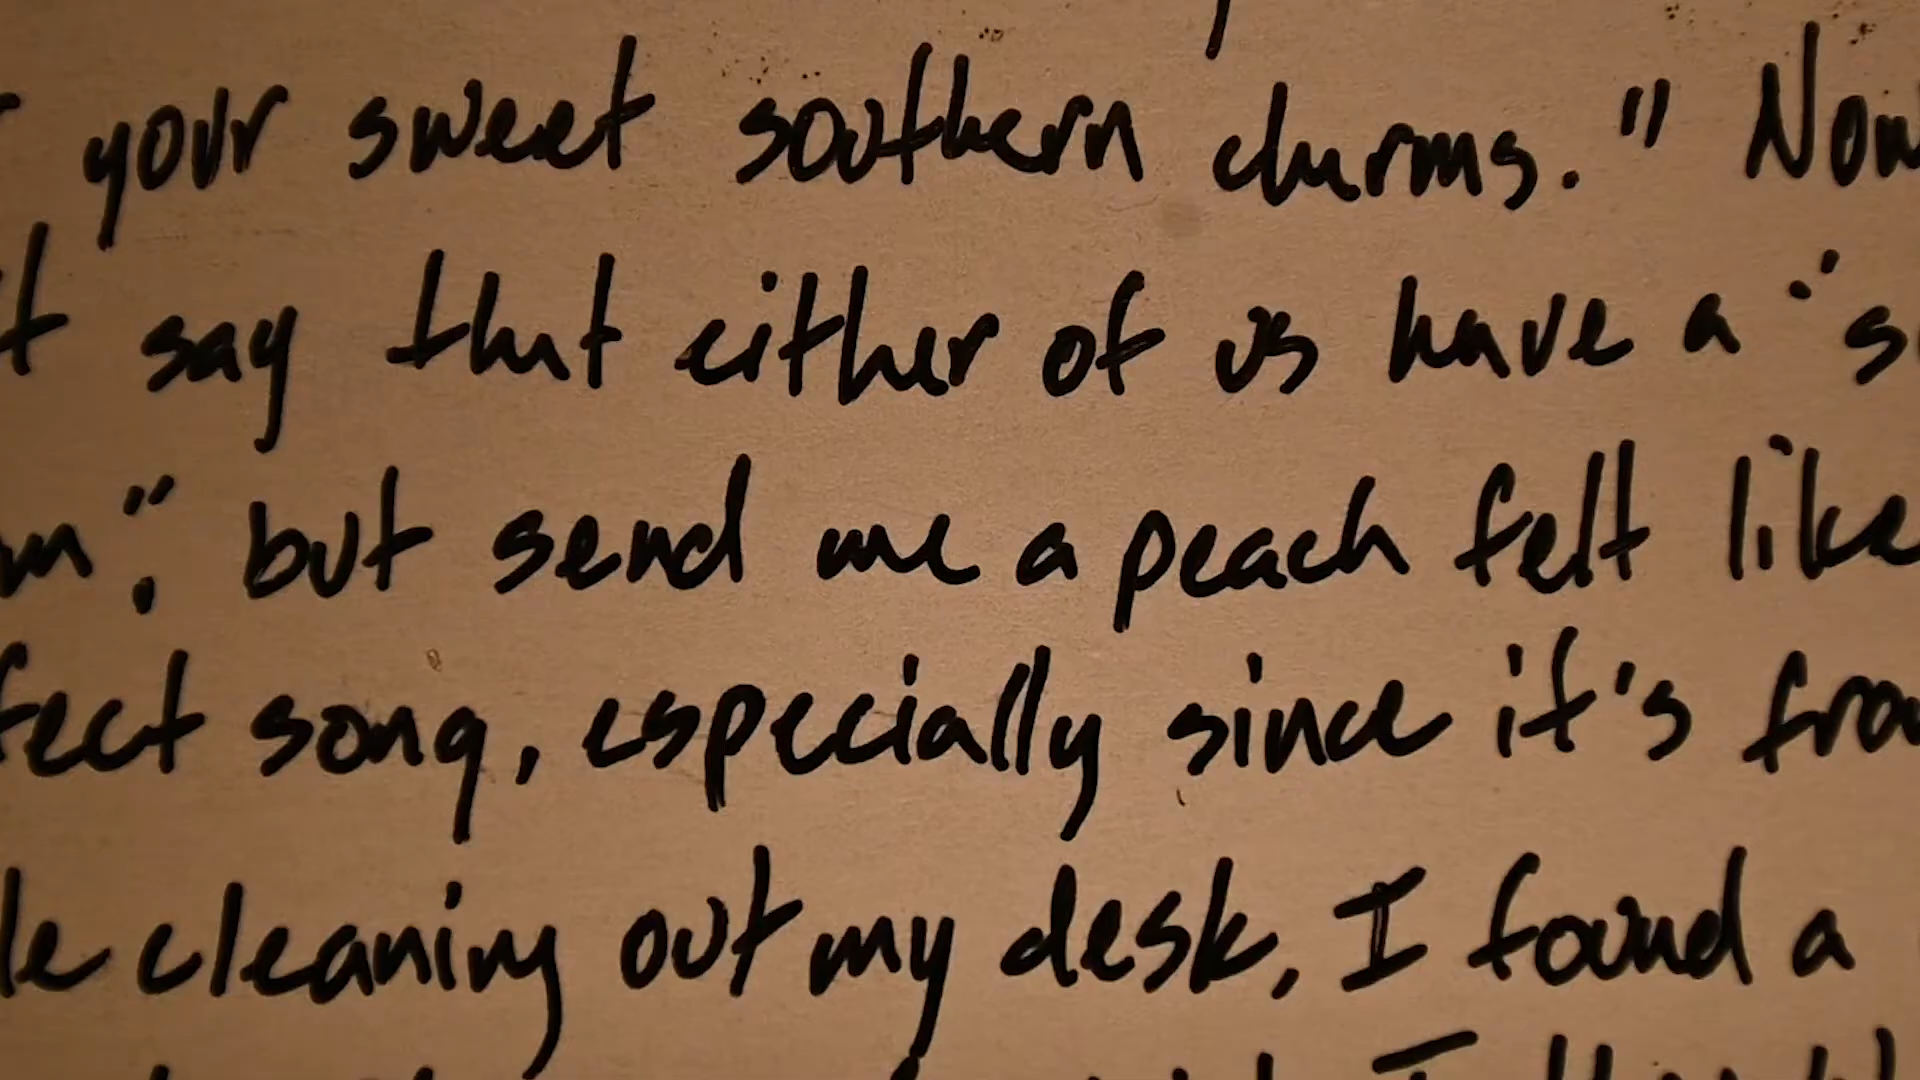 your sweet southern charms." Now
say that either of us have a "s
m", but send me a peach felt like
fect song, especially since it's fro
le cleaning out my desk, I found a